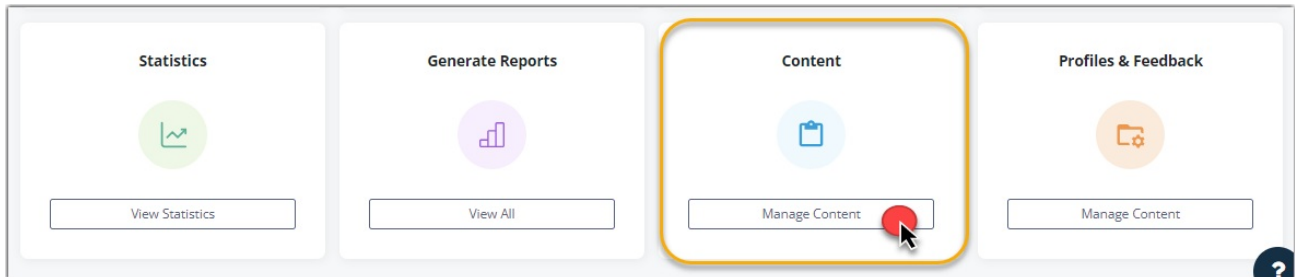 Statistics
Generate Reports
Content
Profiles & Feedback
View Statistics
View All
Manage Content
Manage Content
?